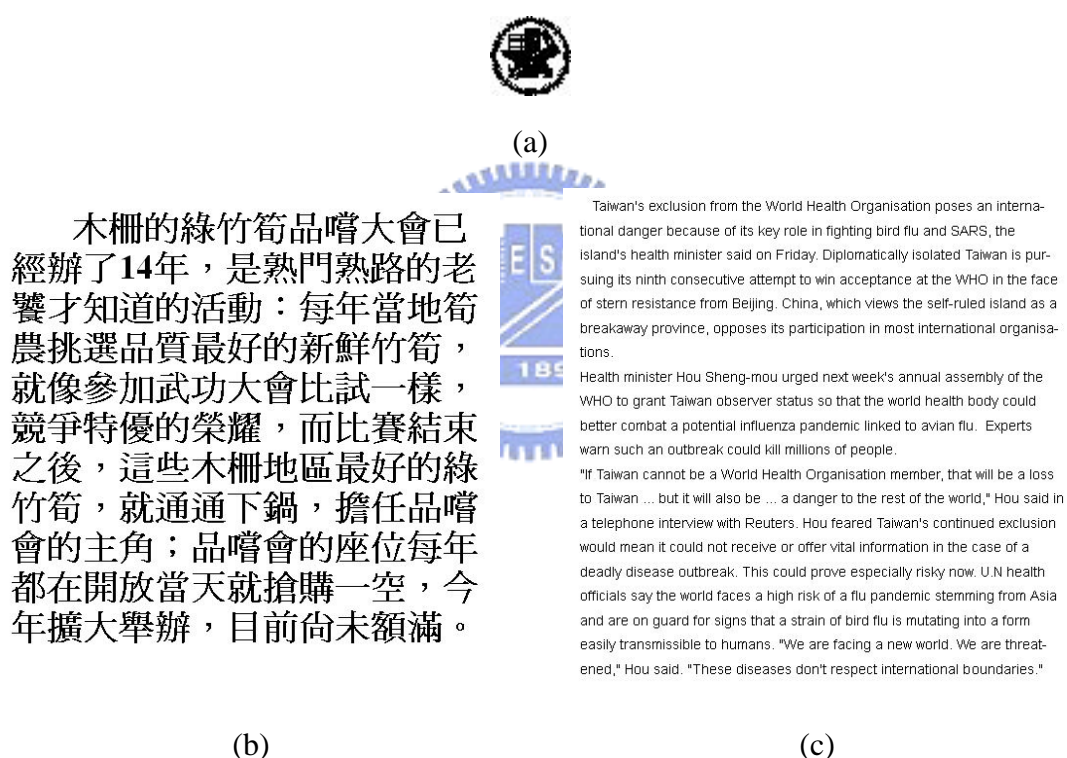 (a)
木柵的綠竹筍品嚐大會已
經辦了14年，是熟門熟路的老
饕才知道的活動：每年當地筍
農挑選品質最好的新鮮竹筍，
就像參加武功大會比試一樣，
競爭特優的榮耀，而比賽結束
之後，這些木柵地區最好的綠
竹筍，就通通下鍋，擔任品嚐
會的主角；品嚐會的座位每年
都在開放當天就搶購一空，今
年擴大舉辦，目前尚未額滿。
(b)
ES
189
Taiwan's exclusion from the World Health Organisation poses an interna-
tional danger because of its key role in fighting bird flu and SARS, the
island's health minister said on Friday. Diplomatically isolated Taiwan is pur-
suing its ninth consecutive attempt to win acceptance at the WHO in the face
of stern resistance from Beijing. China, which views the self-ruled island as a
breakaway province, opposes its participation in most international organisa-
tions.
Health minister Hou Sheng-mou urged next week's annual assembly of the
WHO to grant Taiwan observer status so that the world health body could
better combat a potential influenza pandemic linked to avian flu. Experts
warn such an outbreak could kill millions of people.
"If Taiwan cannot be a World Health Organisation member, that will be a loss
to Taiwan ... but it will also be ... a danger to the rest of the world," Hou said in
a telephone interview with Reuters. Hou feared Taiwan's continued exclusion
would mean it could not receive or offer vital information in the case of a
deadly disease outbreak. This could prove especially risky now. U.N health
officials say the world faces a high risk of a flu pandemic stemming from Asia
and are on guard for signs that a strain of bird flu is mutating into a form
easily transmissible to humans. "We are facing a new world. We are threat-
ened," Hou said. "These diseases don't respect international boundaries."
(c)